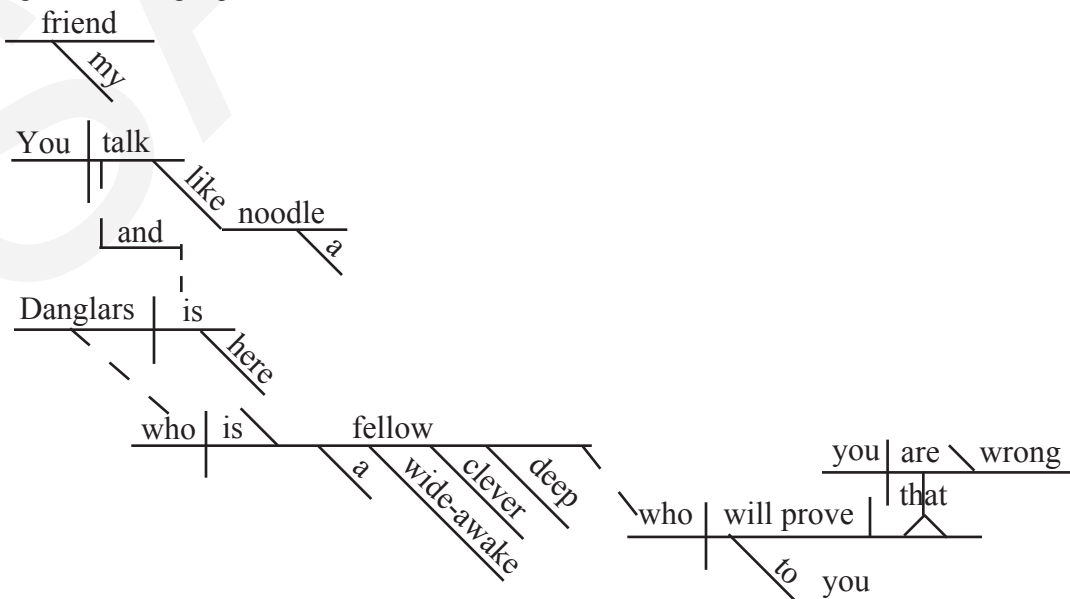 friend
my
You talk
like
noodle
a
and
Danglars is
here
who is fellow
a
wide-awake
clever
deep
you are wrong
that
who will prove
to you